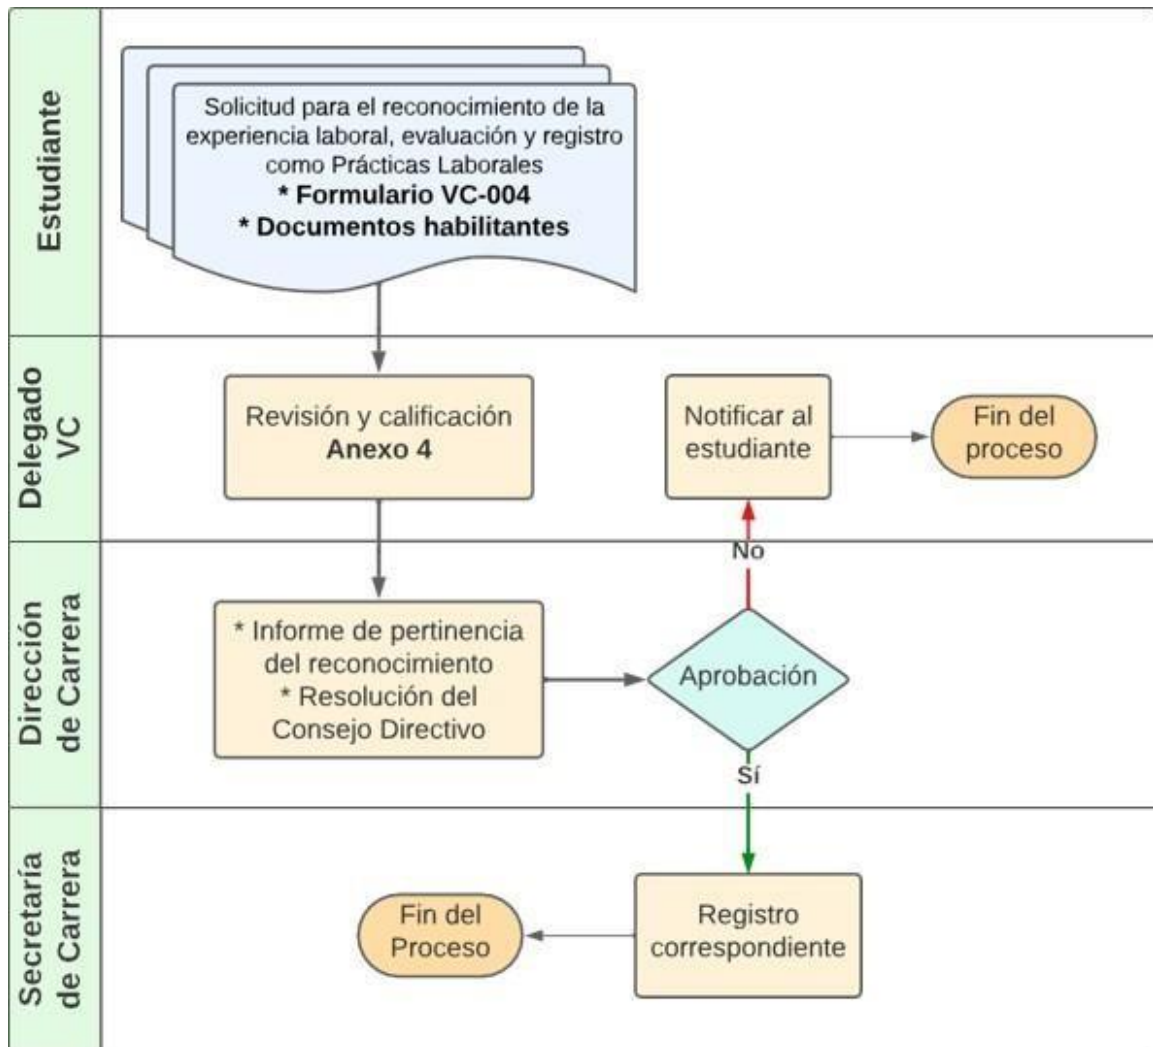 Estudiante
Solicitud para el reconocimiento de la
experiencia laboral, evaluación y registro
como Prácticas Laborales
* Formulario VC-004
* Documentos habilitantes
Delegado
VC
Revisión y calificación
Anexo 4
Notificar al
estudiante
Fin del
proceso
Dirección
de Carrera
* Informe de pertinencia
del reconocimiento
* Resolución del
Consejo Directivo
No
Aprobación
Sí
Secretaría
de Carrera
Fin del
Proceso
Registro
correspondiente